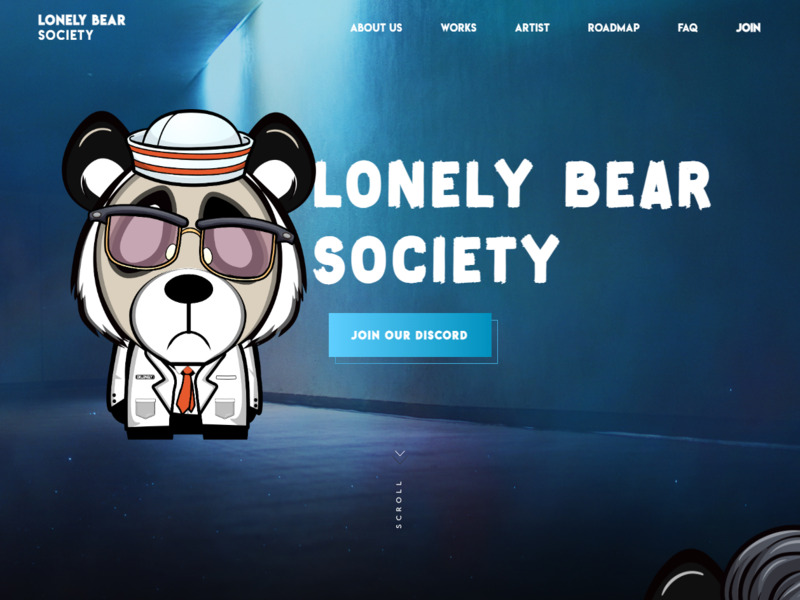 LONELY BEAR
SOCIETY
ABOUT US
WORKS
ARTIST
ROADMAP
FAQ
JOIN
LONELY BEAR
SOCIETY
JOIN OUR DISCORD
SCROLL